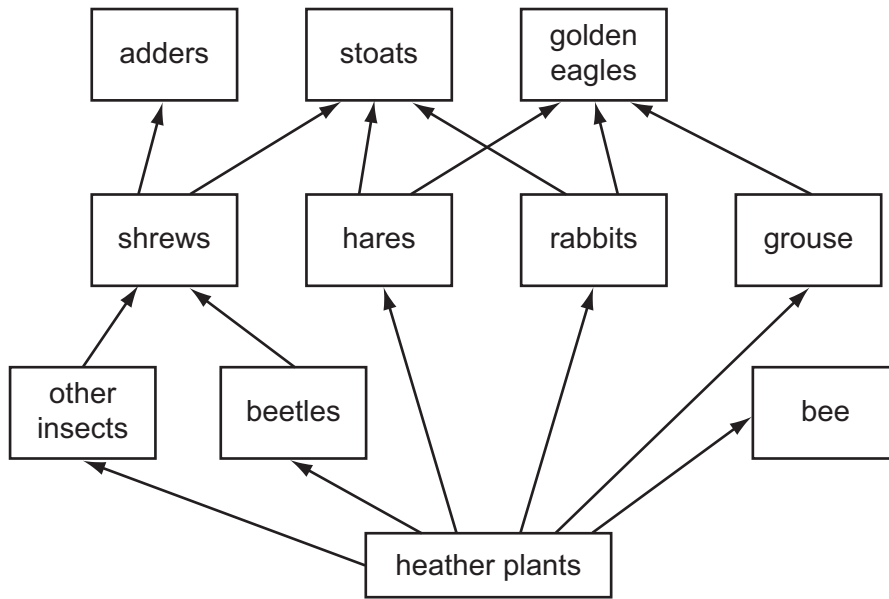 adders
stoats
golden
eagles
shrews
hares
rabbits
grouse
other
insects
beetles
bee
heather plants